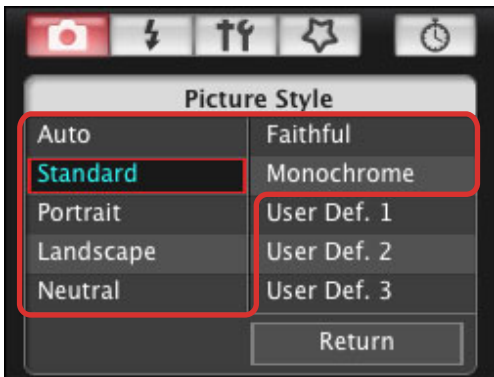 Picture Style
Auto
Standard
Portrait
Landscape
Neutral
Faithful
Monochrome
User Def. 1
User Def. 2
User Def. 3
Return